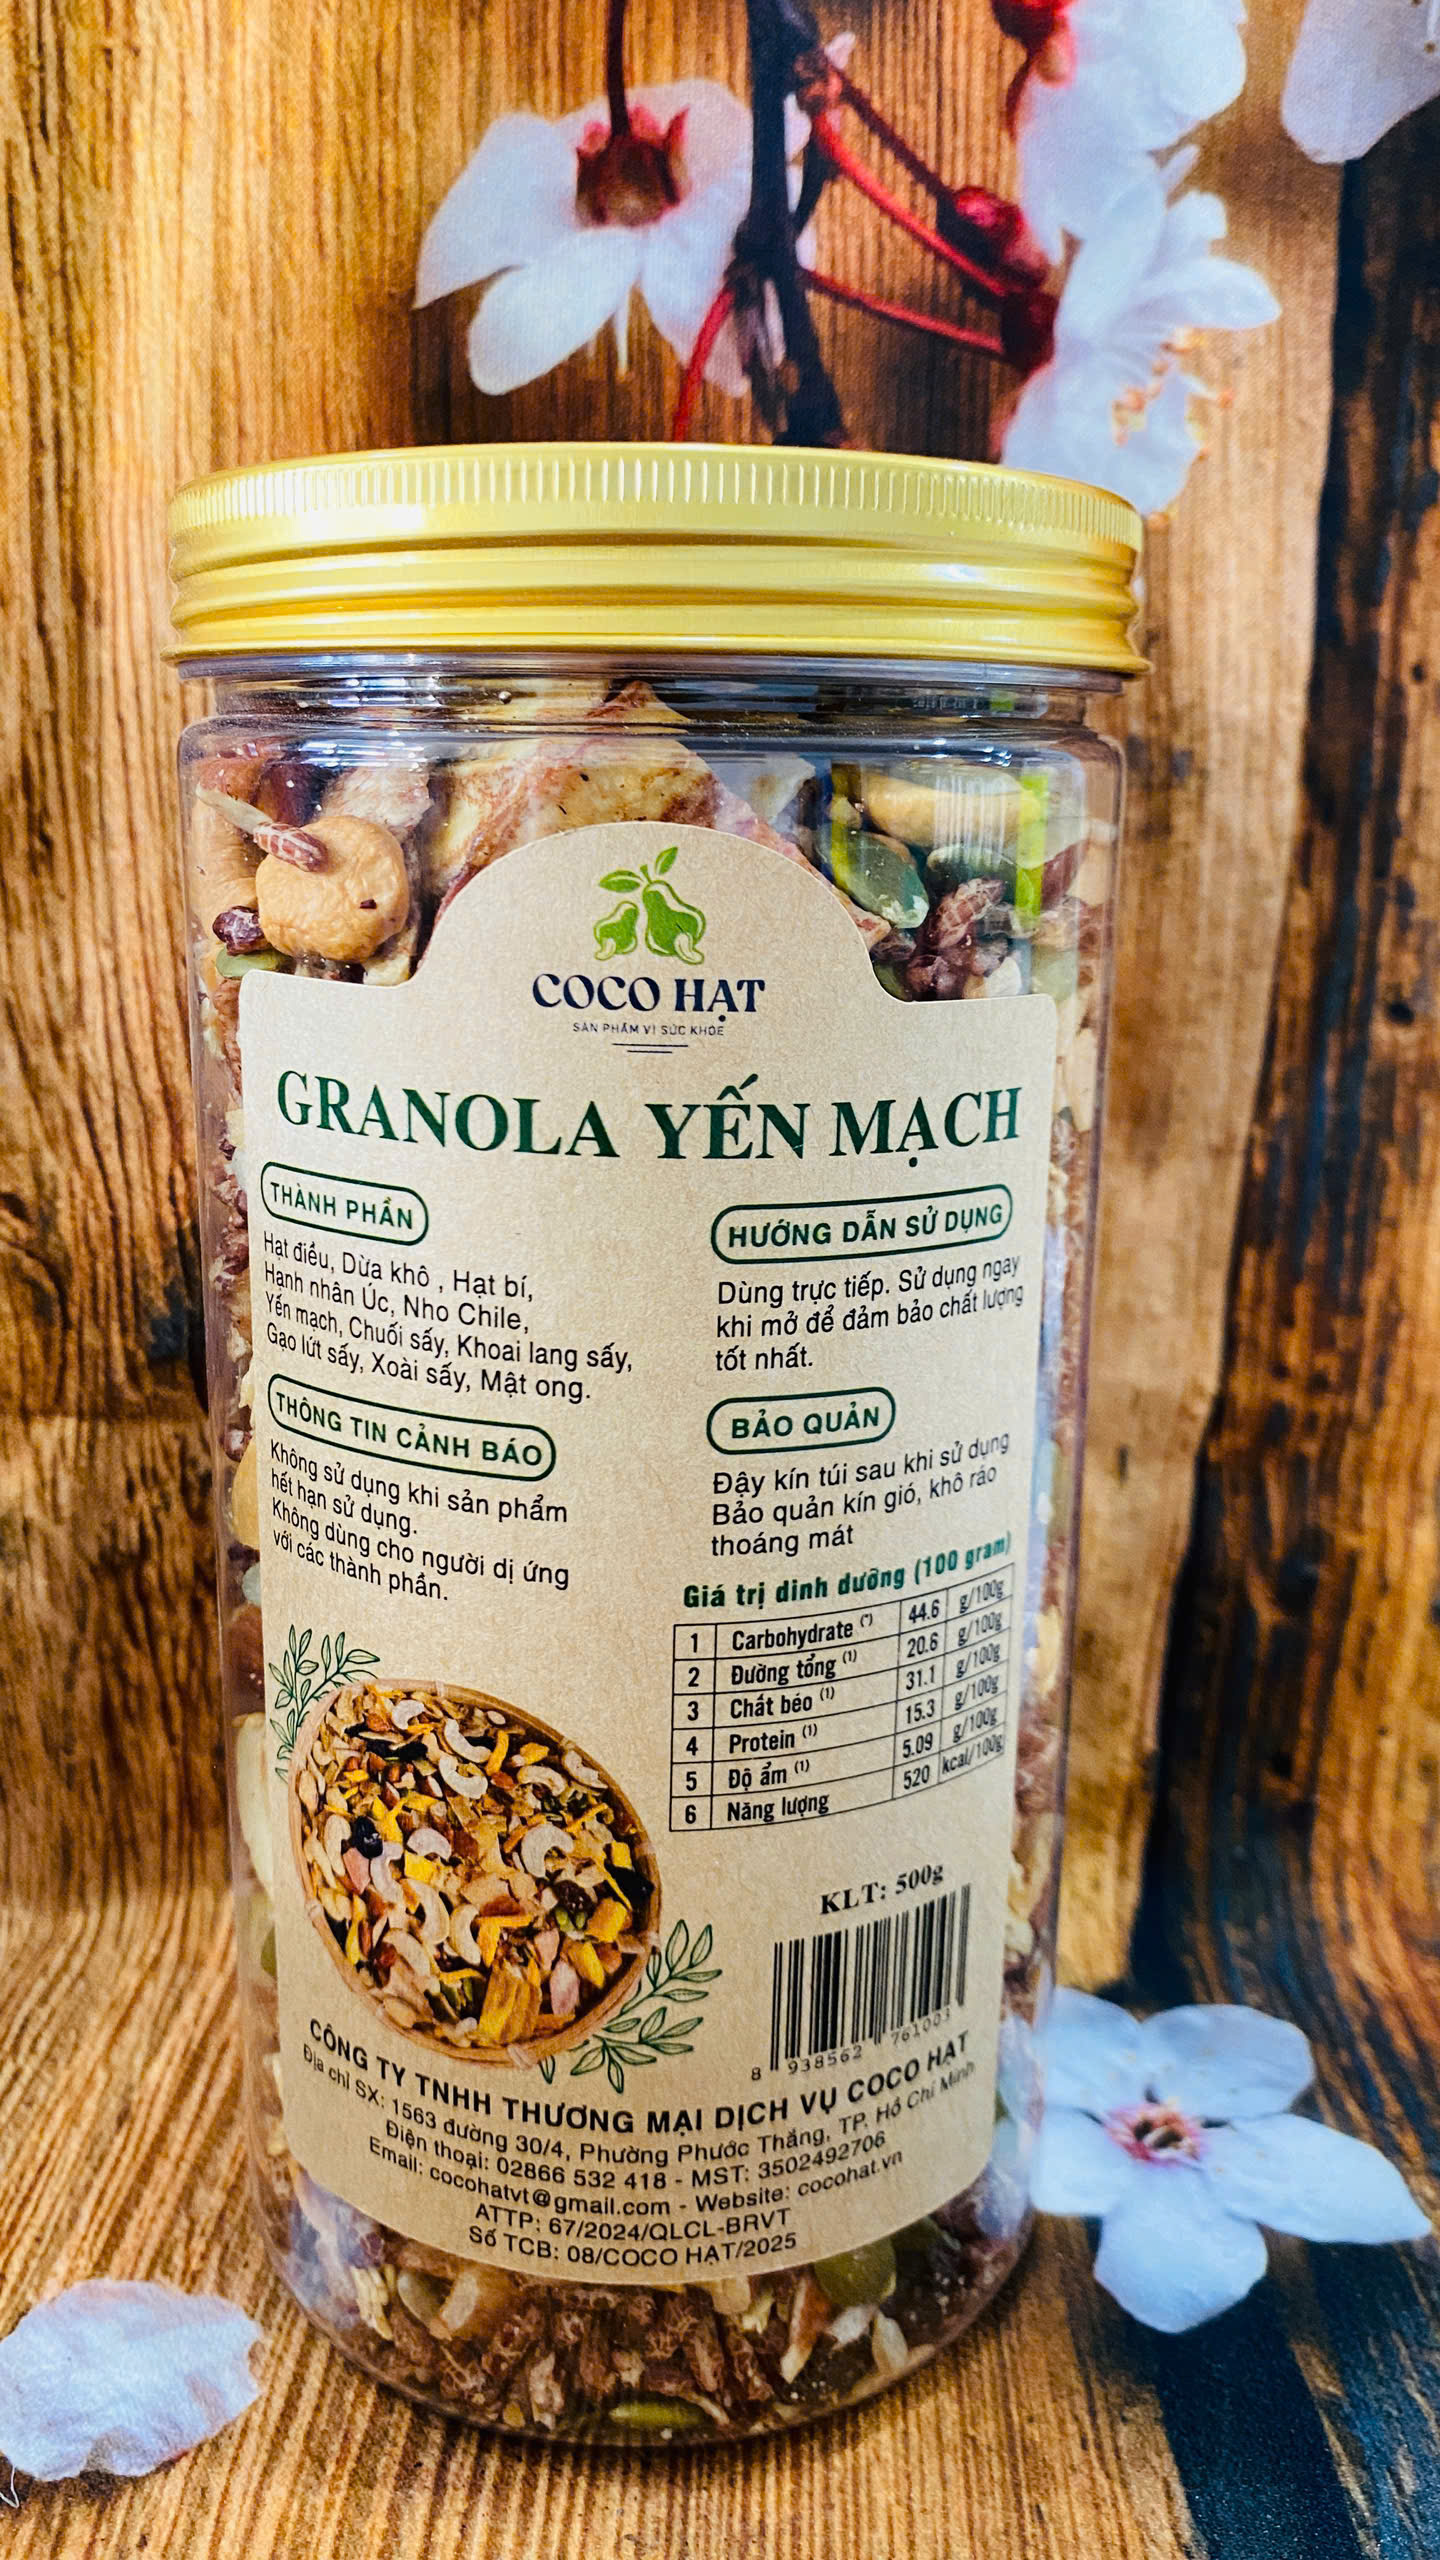 COCO HẠT
SẢN PHẨM VÌ SỨC KHỎE
GRANOLA YẾN MẠCH
THÀNH PHẦN
Hạt điều, Dừa khô , Hạt bí,
Hạnh nhân Úc, Nho Chile,
Yến mạch, Chuối sấy, Khoai lang sấy,
Gạo lứt sấy, Xoài sấy, Mật ong.
THÔNG TIN CẢNH BÁO
Không sử dụng khi sản phẩm
hết hạn sử dụng.
Không dùng cho người dị ứng
với các thành phần.
HƯỚNG DẪN SỬ DỤNG
Dùng trực tiếp. Sử dụng ngay
khi mở để đảm bảo chất lượng
tốt nhất.
BẢO QUẢN
Đậy kín túi sau khi sử dụng
Bảo quản kín gió, khô ráo
thoáng mát
Giá trị dinh dưỡng (100 gram)
1 Carbohydrate (*) 44.6 g/100g
2 Đường tổng (1) 20.6 g/100g
3 Chất béo (1) 31.1 g/100g
4 Protein (1) 15.3 g/100g
5 Độ ẩm (1) 5.09 g/100g
6 Năng lượng 520 kcal/100g
KLT: 500g
8 938562 761003
CÔNG TY TNHH THƯƠNG MẠI DỊCH VỤ COCO HẠT
Địa chỉ SX: 1563 đường 30/4, Phường Phước Thắng, TP. Hồ Chí Minh
Điện thoại: 02866 532 418 - MST: 3502492706
Email: cocohatvt@gmail.com - Website: cocohat.vn
ATTP: 67/2024/QLCL-BRVT
Số TCB: 08/COCO HẠT/2025